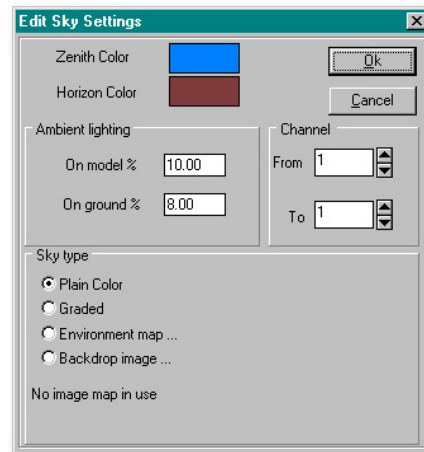 Edit Sky Settings
Zenith Color
Ok
Horizon Color
Cancel
Ambient lighting
On model % 10.00
On ground % 8.00
Channel
From 1
To 1
Sky type
Plain Color
Graded
Environment map ...
Backdrop image ...
No image map in use